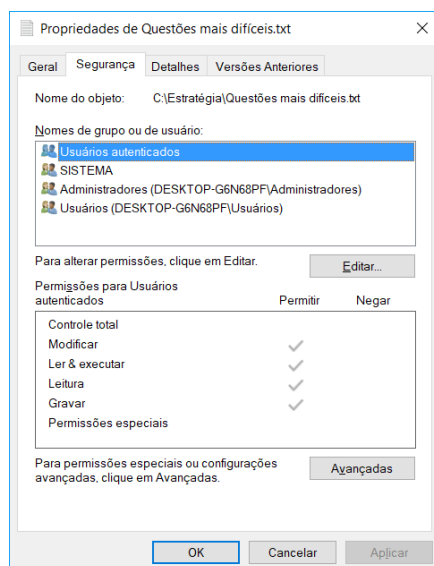 Propriedades de Questões mais difíceis.txt
Geral Segurança Detalhes Versões Anteriores
Nome do objeto: C:\Estratégia\Questões mais difíceis.txt
Nomes de grupo ou de usuário:
Usuários autenticados
SISTEMA
Administradores (DESKTOP-G6N68PF\Administradores)
Usuários (DESKTOP-G6N68PF\Usuários)
Para alterar permissões, clique em Editar.
Editar...
Permissões para Usuários
autenticados Permitir Negar
Controle total
Modificar
Ler & executar
Leitura
Gravar
Permissões especiais
Para permissões especiais ou configurações
avançadas, clique em Avançadas.
Avançadas
OK Cancelar Aplicar